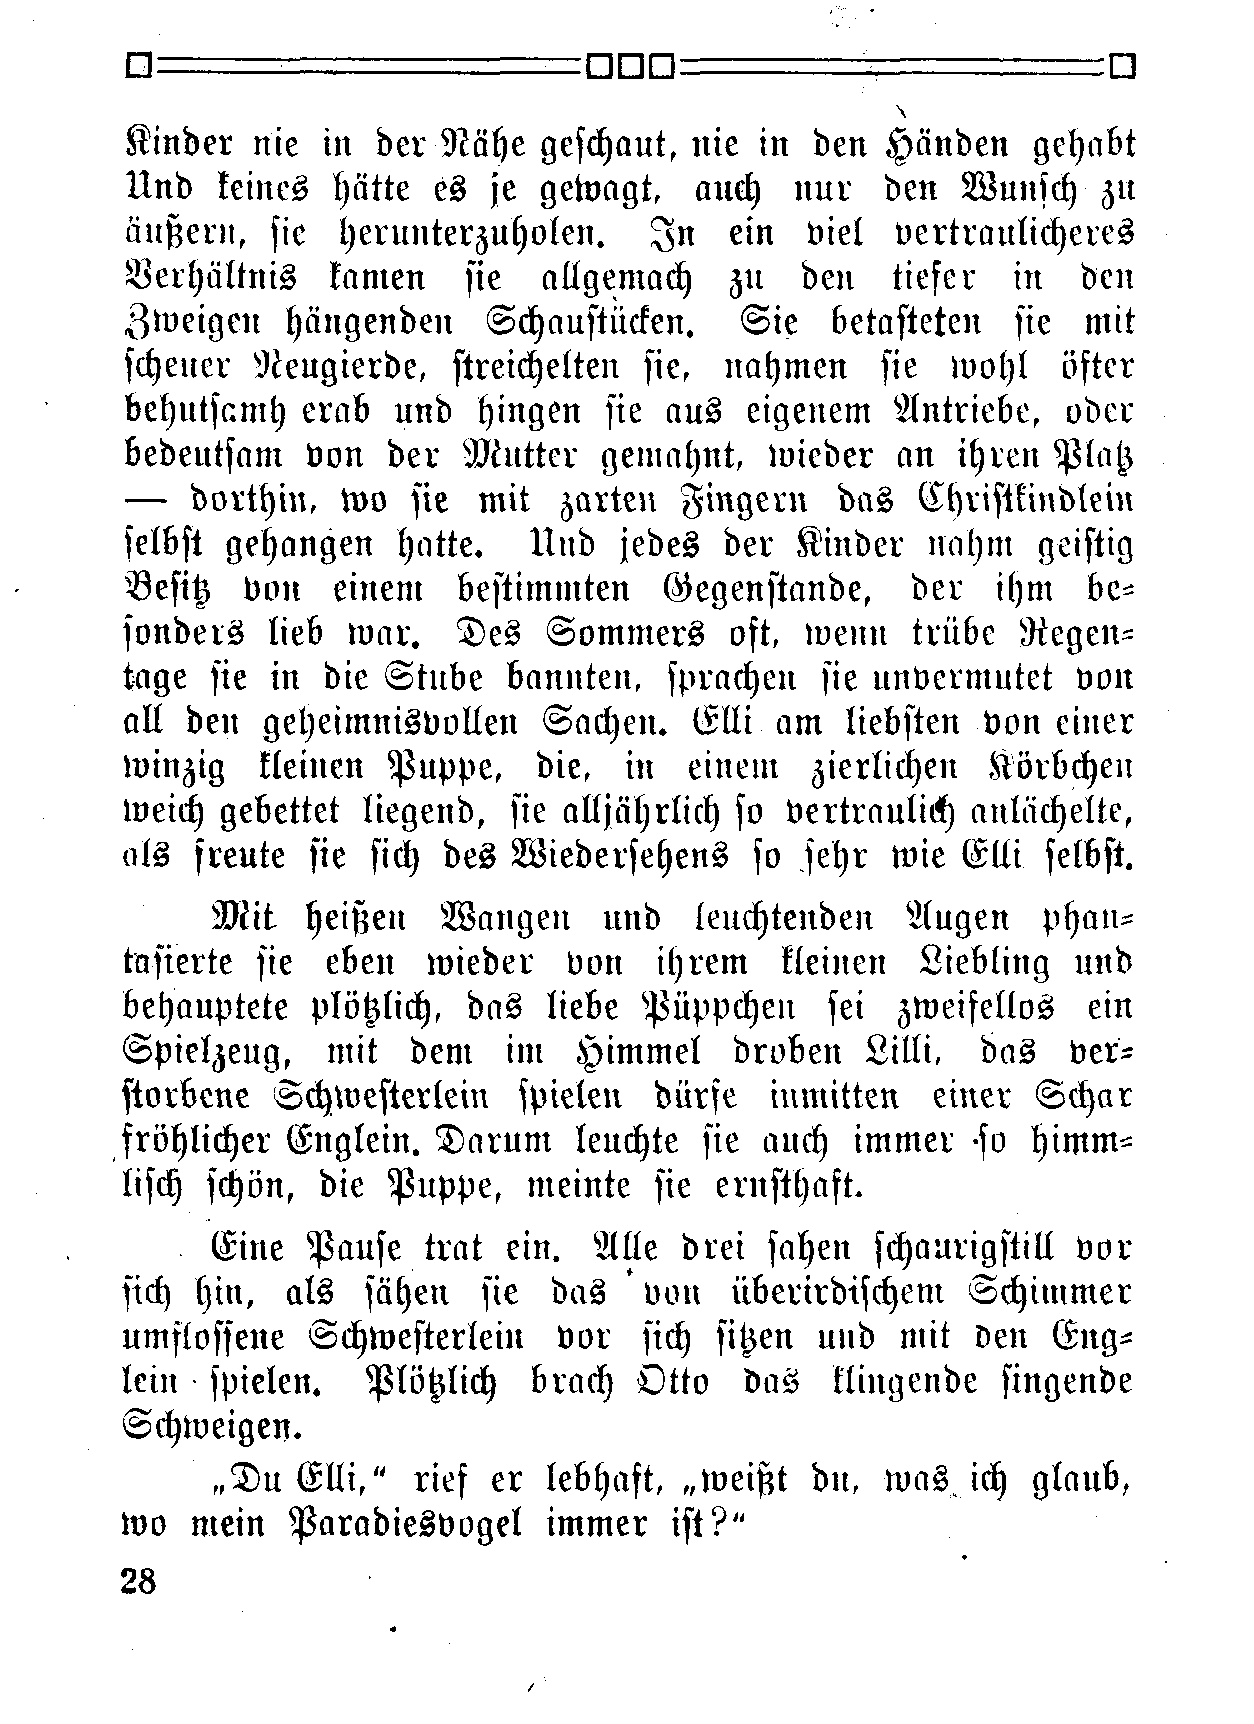 Kinder nie in der Nähe geschaut, nie in den Händen gehabt
Und keines hätte es je gewagt, auch nur den Wunsch zu
äußern, sie herunterzuholen. In ein viel vertraulicheres
Verhältnis kamen sie allgemach zu den tiefer in den
Zweigen hängenden Schaustücken. Sie betasteten sie mit
scheuer Neugierde, streichelten sie, nahmen sie wohl öfter
behutsamh erab und hingen sie aus eigenem Antriebe, oder
bedeutsam von der Mutter gemahnt, wieder an ihren Platz
— dorthin, wo sie mit zarten Fingern das Christkindlein
selbst gehangen hatte. Und jedes der Kinder nahm geistig
Besitz von einem bestimmten Gegenstande, der ihm be-
sonders lieb war. Des Sommers oft, wenn trübe Regen-
tage sie in die Stube bannten, sprachen sie unvermutet von
all den geheimnisvollen Sachen. Elli am liebsten von einer
winzig kleinen Puppe, die, in einem zierlichen Körbchen
weich gebettet liegend, sie alljährlich so vertraulich anlächelte,
als freute sie sich des Wiedersehens so sehr wie Elli selbst.
Mit heißen Wangen und leuchtenden Augen phan-
tasierte sie eben wieder von ihrem kleinen Liebling und
behauptete plötzlich, das liebe Püppchen sei zweifellos ein
Spielzeug, mit dem im Himmel droben Lilli, das ver-
storbene Schwesterlein spielen dürfe inmitten einer Schar
fröhlicher Englein. Darum leuchte sie auch immer so himm-
lisch schön, die Puppe, meinte sie ernsthaft.
Eine Pause trat ein. Alle drei sahen schaurigstill vor
sich hin, als sähen sie das von überirdischem Schimmer
umflossene Schwesterlein vor sich sitzen und mit den Eng-
lein spielen. Plötzlich brach Otto das klingende singende
Schweigen.
„Du Elli,“ rief er lebhaft, „weißt du, was ich glaub,
wo mein Paradiesvogel immer ist?“
28